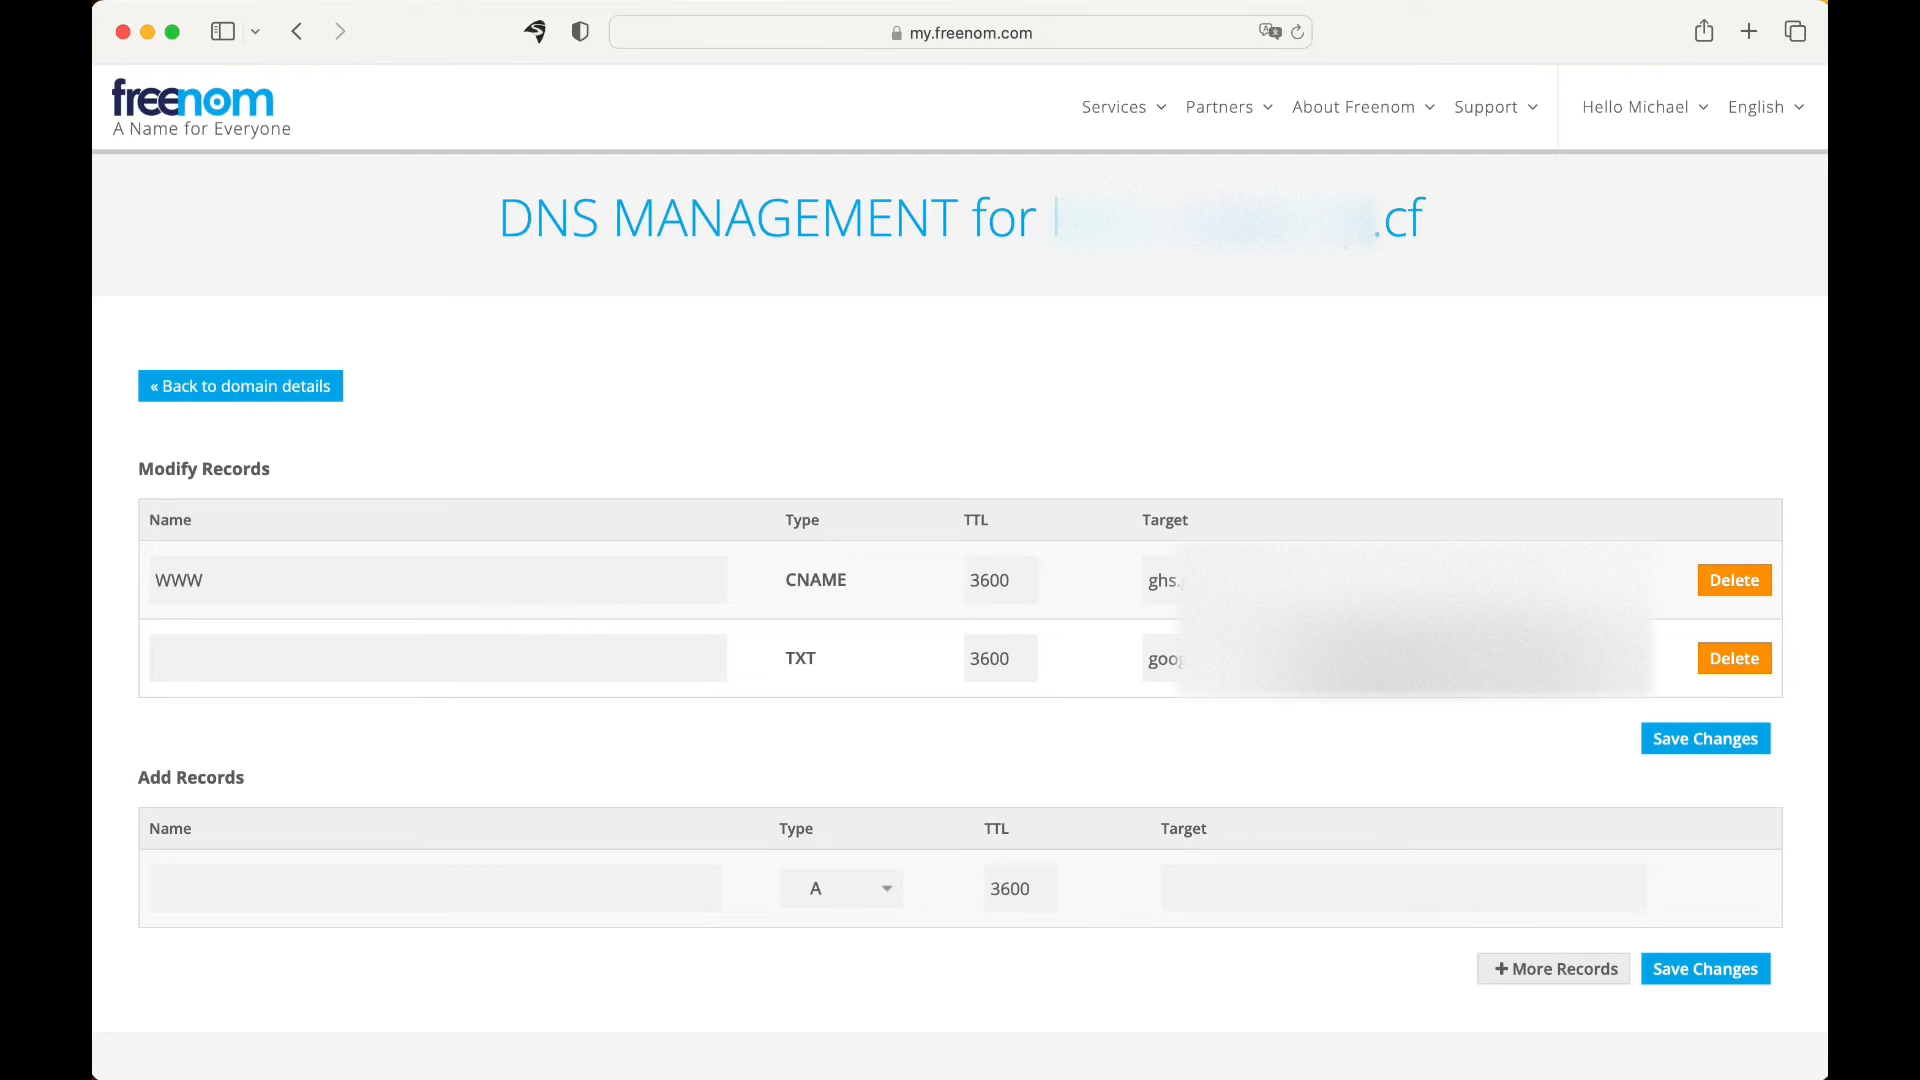 my.freenom.com
freenom
A Name for Everyone
Services
Partners
About Freenom
Support
Hello Michael
English
DNS MANAGEMENT for .cf
« Back to domain details
Modify Records
Name Type TTL Target
WWW CNAME 3600 ghs. Delete
TXT 3600 goog Delete
Save Changes
Add Records
Name Type TTL Target
A 3600
+ More Records Save Changes